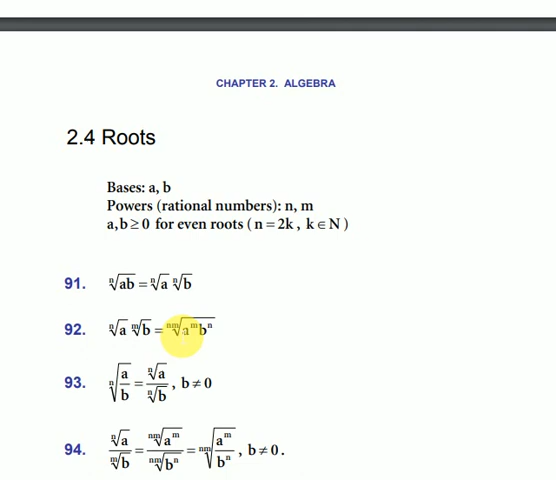 CHAPTER 2. ALGEBRA
2.4 Roots
Bases: a, b
Powers (rational numbers): n, m
a,b ≥ 0 for even roots ( n = 2k , k ∈ N )
91. ⁿ√(ab) = ⁿ√a ⁿ√b
92. ⁿ√a ᵐ√b = ⁿᵐ√(aᵐbⁿ)
93. ⁿ√(a/b) = ⁿ√a / ⁿ√b , b ≠ 0
94. ⁿ√a / ᵐ√b = ⁿᵐ√(aᵐ) / ⁿᵐ√(bⁿ) = ⁿᵐ√(aᵐ/bⁿ) , b ≠ 0 .